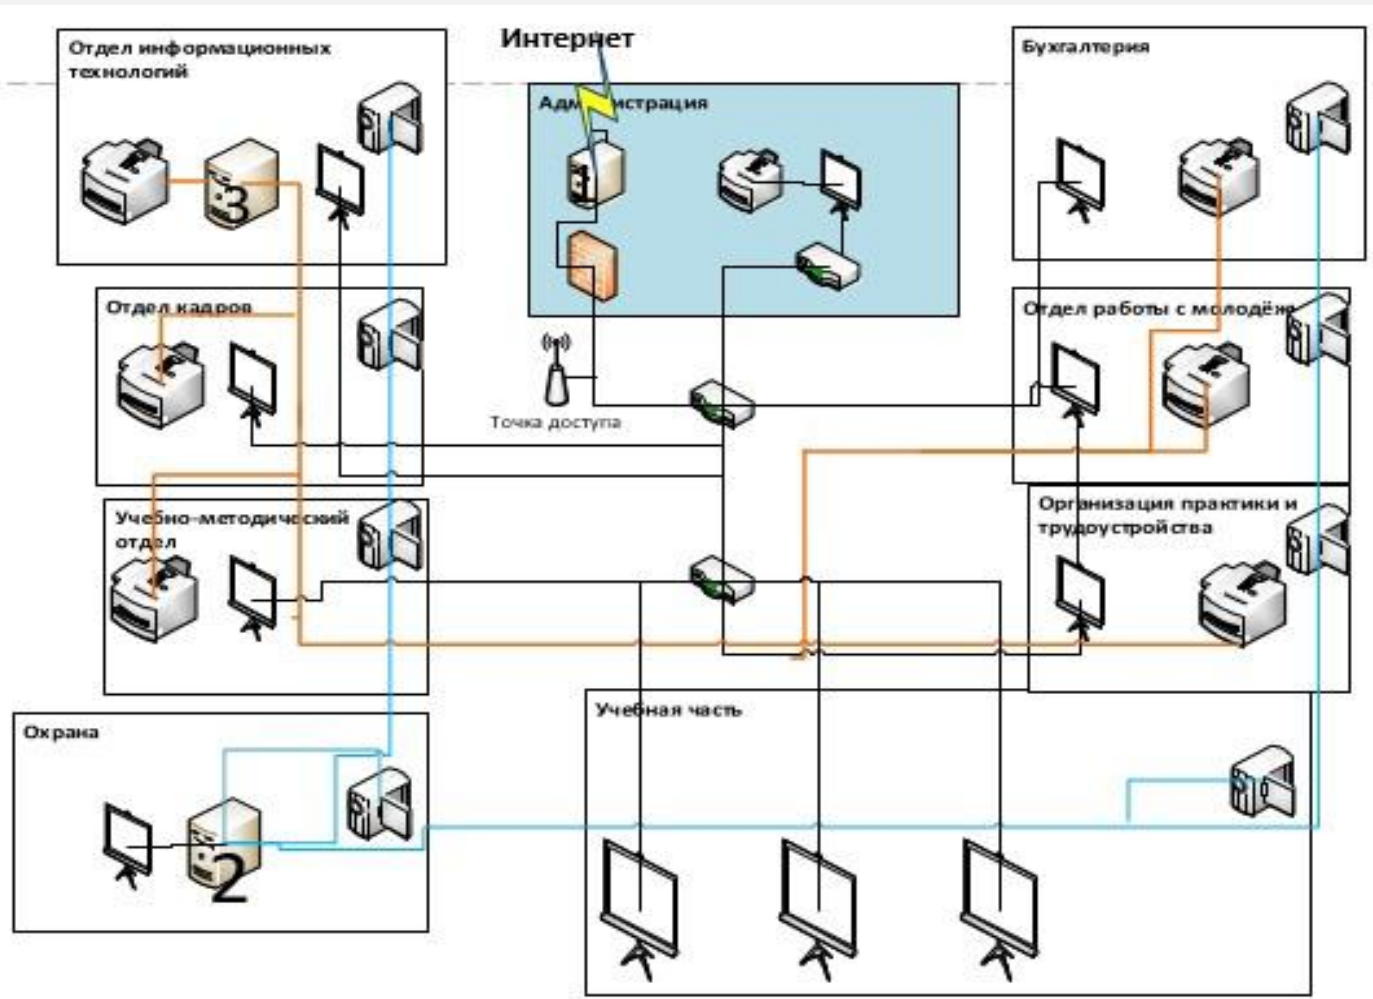 Интернет
Отдел информационных
технологий
Администрация
Бухгалтерия
3
Отдел кадров
Отдел работы с молодёж
Точка доступа
Учебно-методический
отдел
Организация практики и
трудоустройства
Охрана
Учебная часть
2